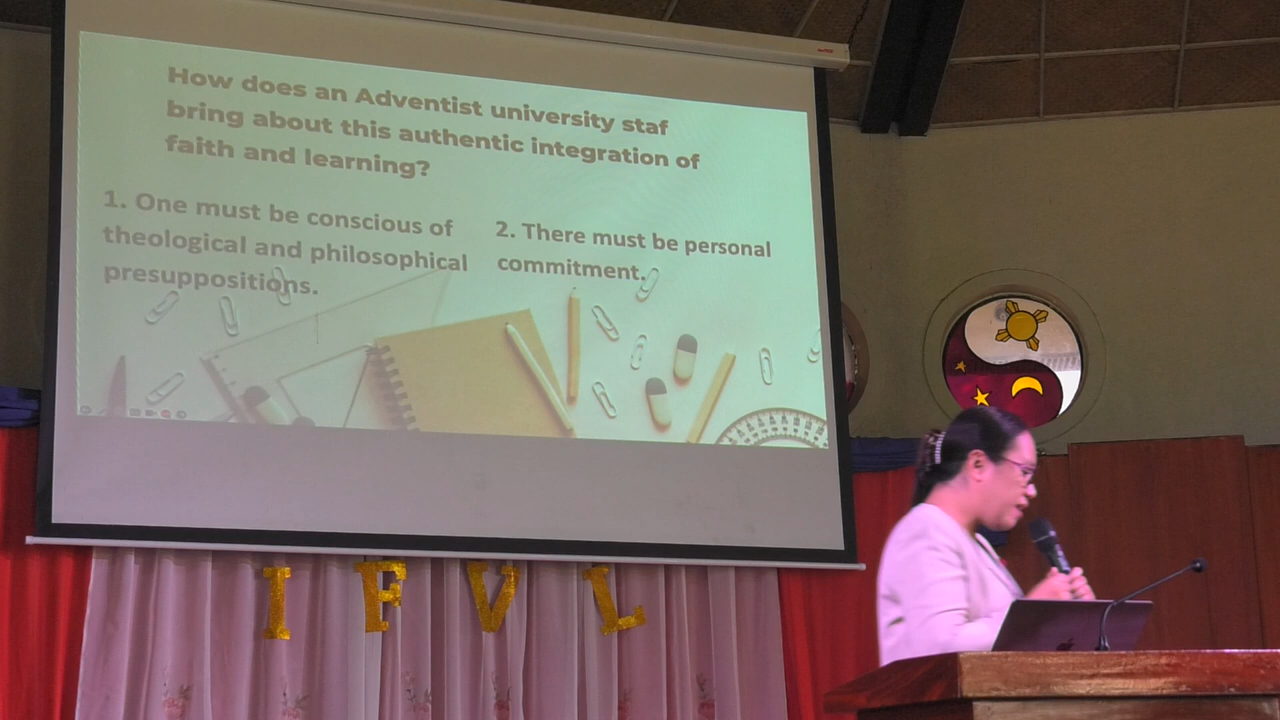 How does an Adventist university staf
bring about this authentic integration of
faith and learning?
1. One must be conscious of
theological and philosophical
presuppositions.
2. There must be personal
commitment.
I F V L